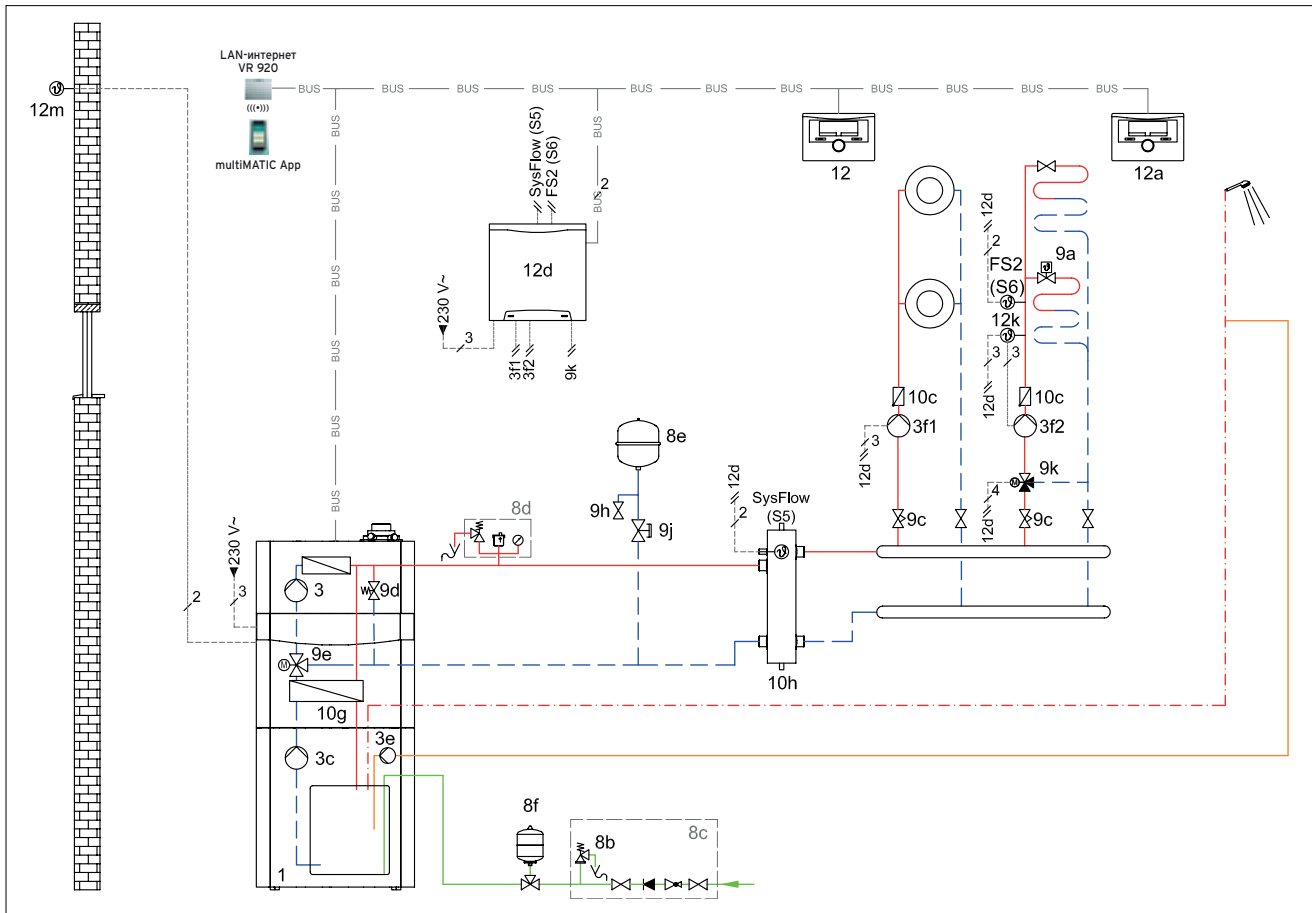 LAN-интернет
VR 920
(((•)))
multiMATIC App
12m
BUS BUS BUS BUS BUS BUS BUS BUS BUS BUS BUS
BUS
BUS
BUS
BUS
BUS
BUS
BUS
BUS
2
SysFlow (S5)
FS2 (S6)
12d
230 V~
3
3f1
3f2
9k
12
12a
12d
2
FS2
(S6)
9a
12k
3
3
12d
10c
10c
3f1
3
12d
3f2
9k
M
4
12d
9c
9c
8e
9h
9j
12d
2
SysFlow
(S5)
10h
8d
230 V~
3
2
3
9d
9e
M
10g
3c
3e
1
8f
8b
8c